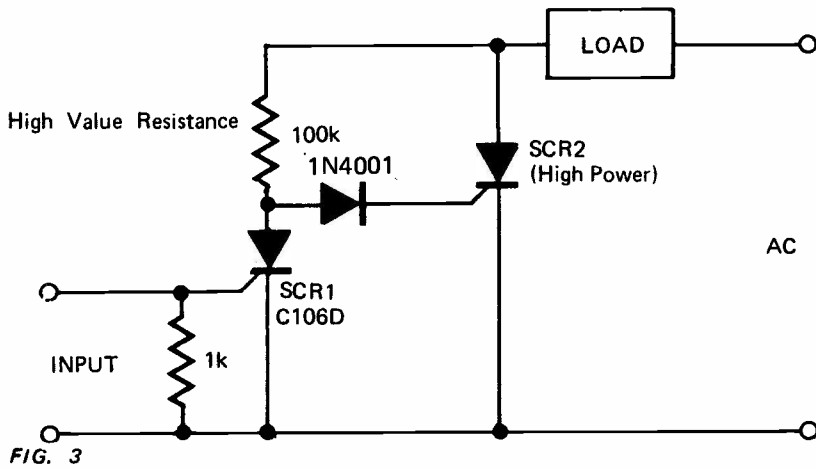 LOAD
High Value Resistance
100k
1N4001
SCR2
(High Power)
AC
SCR1
C106D
INPUT
1k
FIG. 3